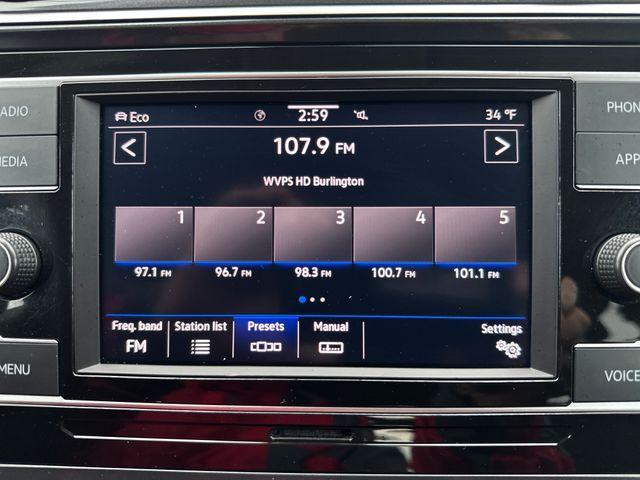 RADIO
MEDIA
MENU
Eco 2:59 34 °F
107.9 FM
WVPS HD Burlington
1 2 3 4 5
97.1 FM 96.7 FM 98.3 FM 100.7 FM 101.1 FM
Freq. band Station list Presets Manual Settings
FM
PHON
APP
VOICE